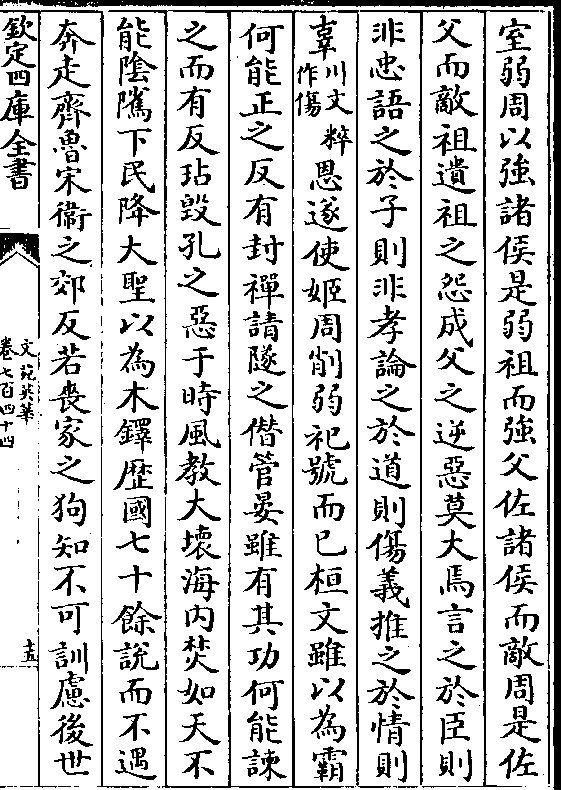 室弱周以強諸侯是弱祖而強父佐諸侯而敵周是佐
父而敵祖遺祖之怨成父之逆惡莫大焉言之於臣則
非忠語之於子則非孝論之於道則傷義推之於情則
辜川文粹作傷恩遂使姬周削弱祀號而已桓文雖以為霸
何能正之反有封禪請隧之僭管晏雖有其功何能諫
之而有反玷毀孔之惡于時風教大壞海内焚如天不
能陰隲下民降大聖以為木鐸歴國七十餘說而不遇
奔走齊魯宋衞之郊反若喪家之狗知不可訓慮後世
欽定四庫全書
文苑英華
卷七百四十四
十五